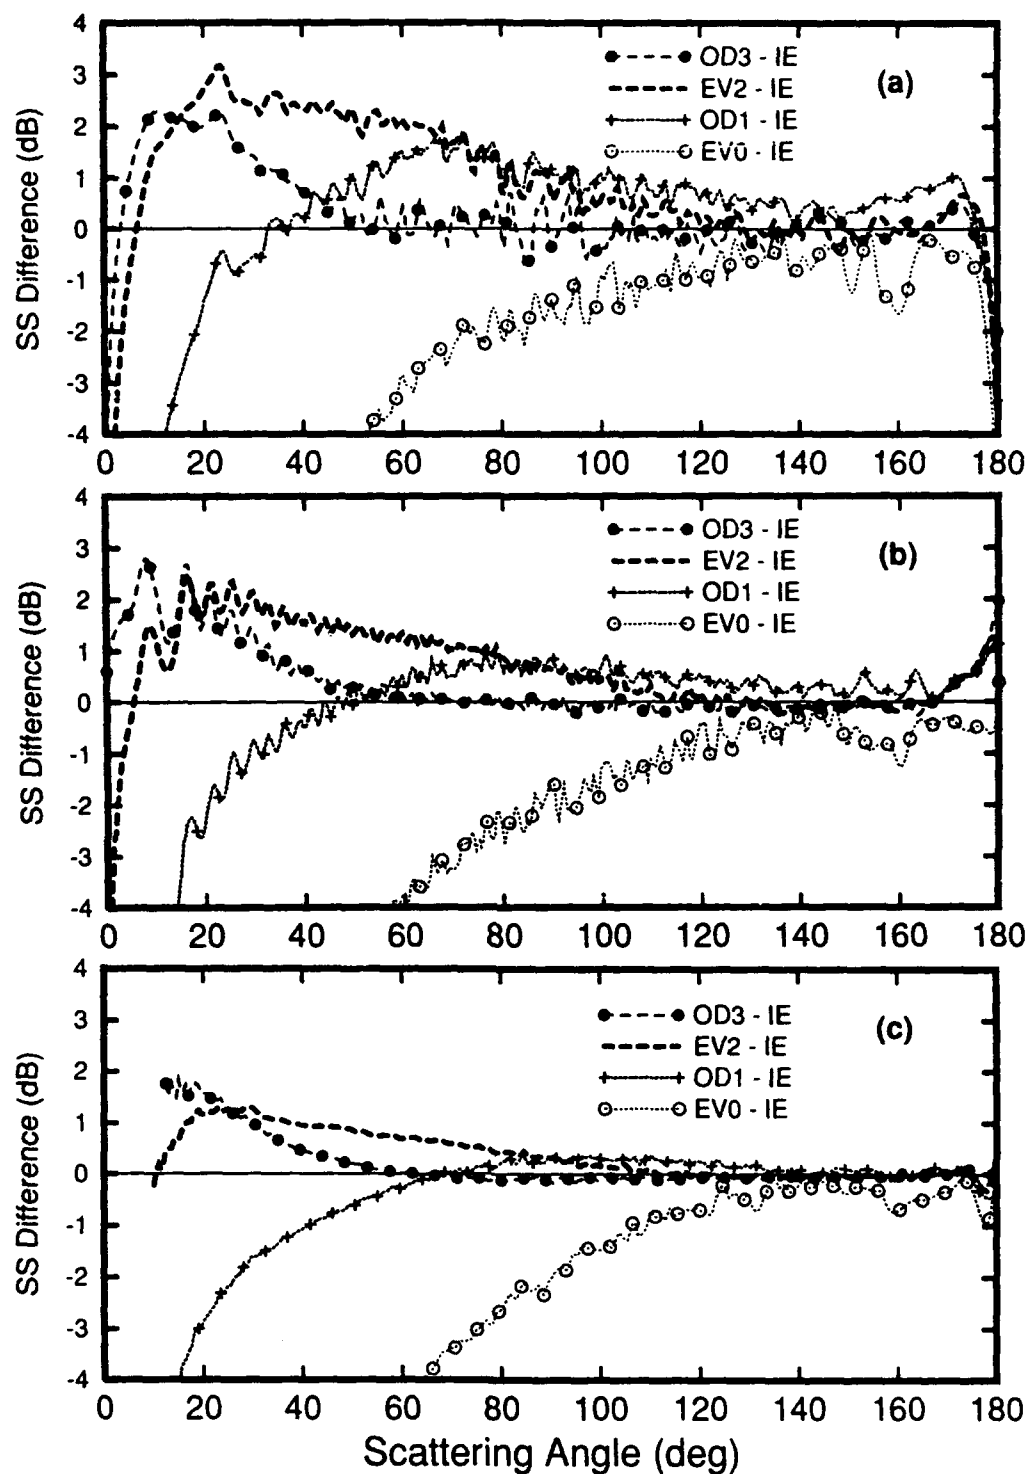 4
3
2
1
0
-1
-2
-3
-4
SS Difference (dB)
OD3 - IE
EV2 - IE
OD1 - IE
EV0 - IE
(a)
0 20 40 60 80 100 120 140 160 180
4
3
2
1
0
-1
-2
-3
-4
SS Difference (dB)
OD3 - IE
EV2 - IE
OD1 - IE
EV0 - IE
(b)
0 20 40 60 80 100 120 140 160 180
4
3
2
1
0
-1
-2
-3
-4
SS Difference (dB)
OD3 - IE
EV2 - IE
OD1 - IE
EV0 - IE
(c)
0 20 40 60 80 100 120 140 160 180
Scattering Angle (deg)